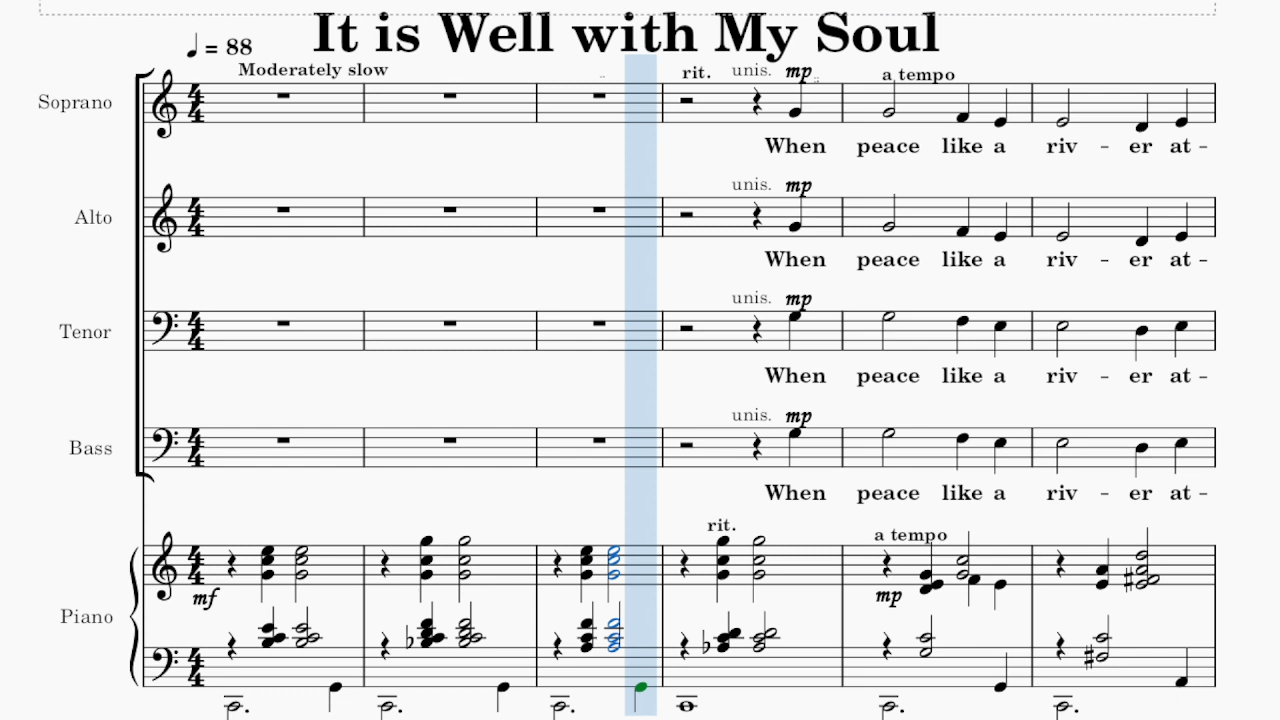 It is Well with My Soul
♩ = 88
Moderately slow
rit. unis. mp a tempo
Soprano
When peace like a riv - er at -
unis. mp
Alto
When peace like a riv - er at -
unis. mp
Tenor
When peace like a riv - er at -
unis. mp
Bass
When peace like a riv - er at -
rit. a tempo
mf mp
Piano